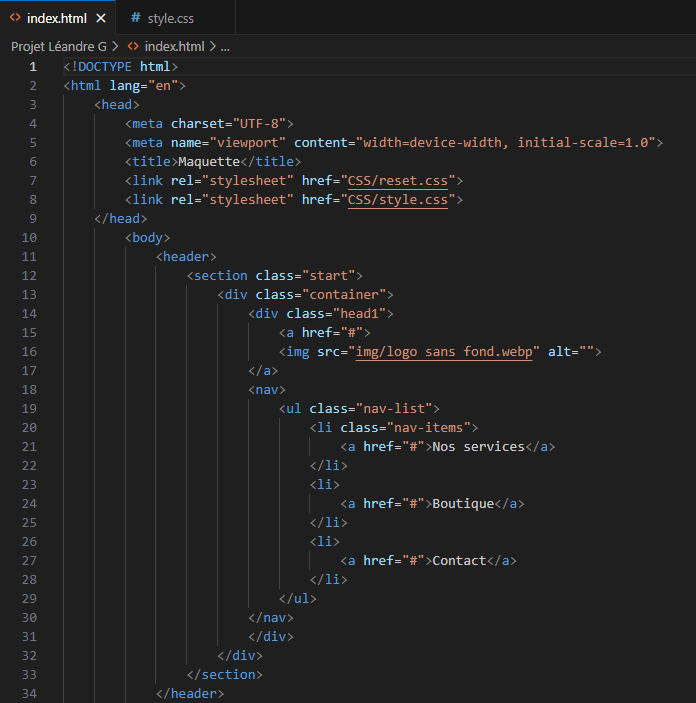 index.html
style.css
Projet Léandre G > index.html > ...
1 <!DOCTYPE html>
2 <html lang="en">
3 <head>
4 <meta charset="UTF-8">
5 <meta name="viewport" content="width=device-width, initial-scale=1.0">
6 <title>Maquette</title>
7 <link rel="stylesheet" href="CSS/reset.css">
8 <link rel="stylesheet" href="CSS/style.css">
9 </head>
10 <body>
11 <header>
12 <section class="start">
13 <div class="container">
14 <div class="head1">
15 <a href="#">
16 <img src="img/logo sans fond.webp" alt="">
17 </a>
18 <nav>
19 <ul class="nav-list">
20 <li class="nav-items">
21 <a href="#">Nos services</a>
22 </li>
23 <li>
24 <a href="#">Boutique</a>
25 </li>
26 <li>
27 <a href="#">Contact</a>
28 </li>
29 </ul>
30 </nav>
31 </div>
32 </div>
33 </section>
34 </header>